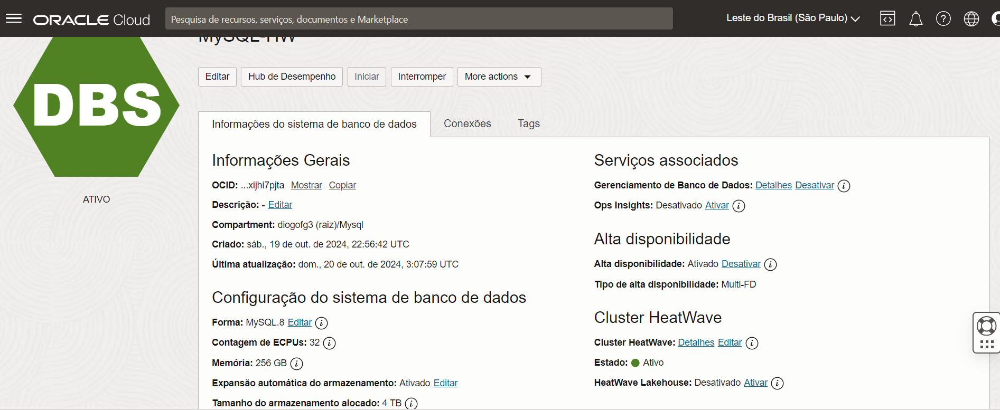 ORACLE Cloud
Pesquisa de recursos, serviços, documentos e Marketplace
Leste do Brasil (São Paulo)
MySQL-HW
DBS
ATIVO
Editar
Hub de Desempenho
Iniciar
Interromper
More actions
Informações do sistema de banco de dados
Conexões
Tags
Informações Gerais
OCID: ...xijhi7pjta Mostrar Copiar
Descrição: - Editar
Compartment: diogofg3 (raiz)/Mysql
Criado: sáb., 19 de out. de 2024, 22:56:42 UTC
Última atualização: dom., 20 de out. de 2024, 3:07:59 UTC
Configuração do sistema de banco de dados
Forma: MySQL.8 Editar
Contagem de ECPUs: 32
Memória: 256 GB
Expansão automática do armazenamento: Ativado Editar
Tamanho do armazenamento alocado: 4 TB
Serviços associados
Gerenciamento de Banco de Dados: Detalhes Desativar
Ops Insights: Desativado Ativar
Alta disponibilidade
Alta disponibilidade: Ativado Desativar
Tipo de alta disponibilidade: Multi-FD
Cluster HeatWave
Cluster HeatWave: Detalhes Editar
Estado: Ativo
HeatWave Lakehouse: Desativado Ativar